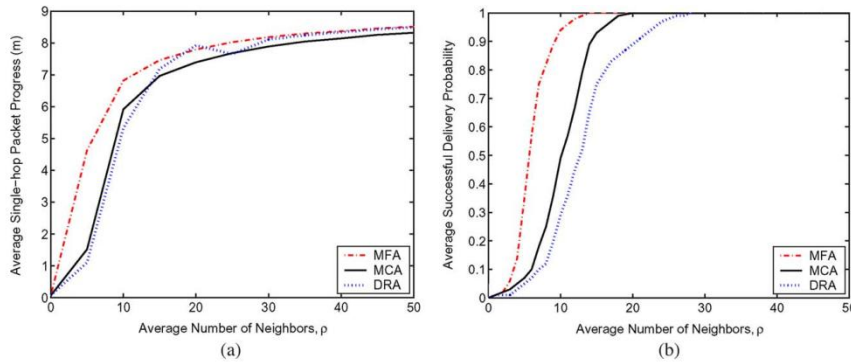 Average Single-hop Packet Progress (m)
9
8
7
6
5
4
3
2
1
0
0 10 20 30 40 50
MFA
MCA
DRA
Average Number of Neighbors, ρ
(a)
Average Successful Delivery Probability
1
0.9
0.8
0.7
0.6
0.5
0.4
0.3
0.2
0.1
0
0 10 20 30 40 50
MFA
MCA
DRA
Average Number of Neighbors, ρ
(b)